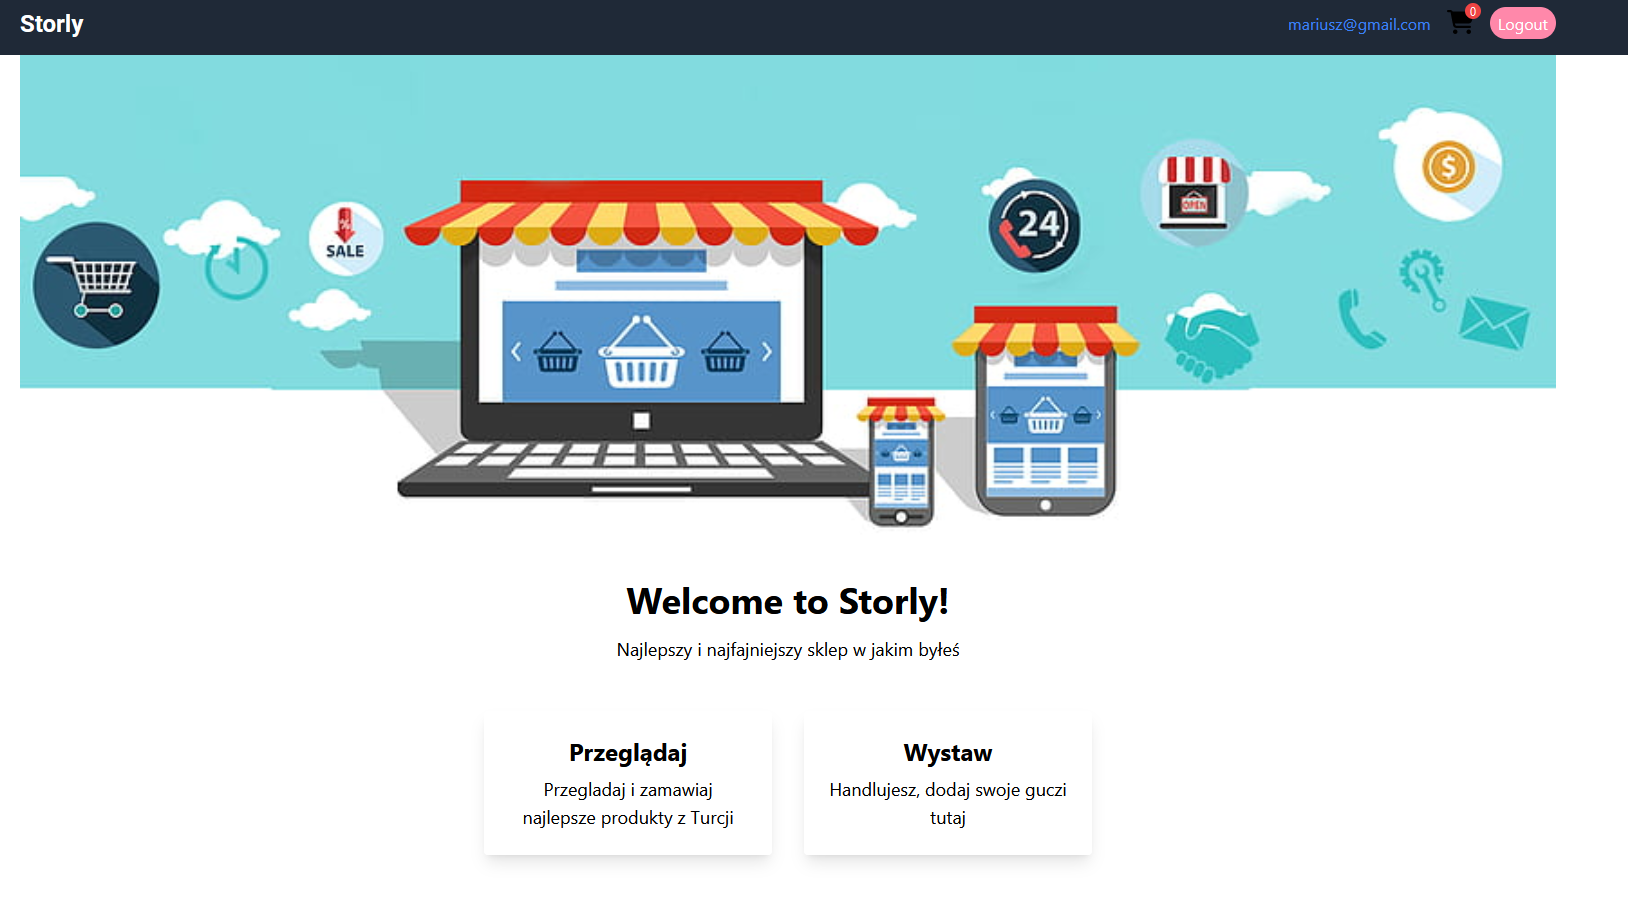 Storly
mariusz@gmail.com
0
Logout
%
SALE
24
OPEN
$
Welcome to Storly!
Najlepszy i najfajniejszy sklep w jakim byłeś
Przeglądaj
Przegladaj i zamawiaj
najlepsze produkty z Turcji
Wystaw
Handlujesz, dodaj swoje guczi
tutaj